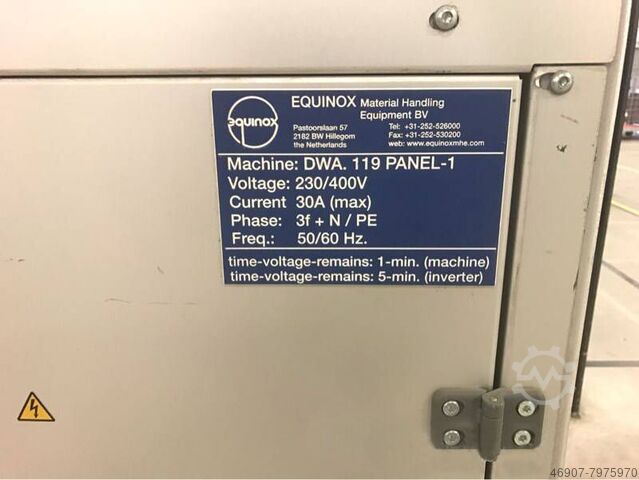 equinox
EQUINOX Material Handling
Equipment BV
Pastoorslaan 57
2182 BW Hillegom
the Netherlands
Tel: +31-252-526000
Fax: +31-252-530200
web: www.equinoxmhe.com
Machine: DWA. 119 PANEL-1
Voltage: 230/400V
Current 30A (max)
Phase: 3f + N / PE
Freq.: 50/60 Hz.
time-voltage-remains: 1-min. (machine)
time-voltage-remains: 5-min. (inverter)
46907-7975970